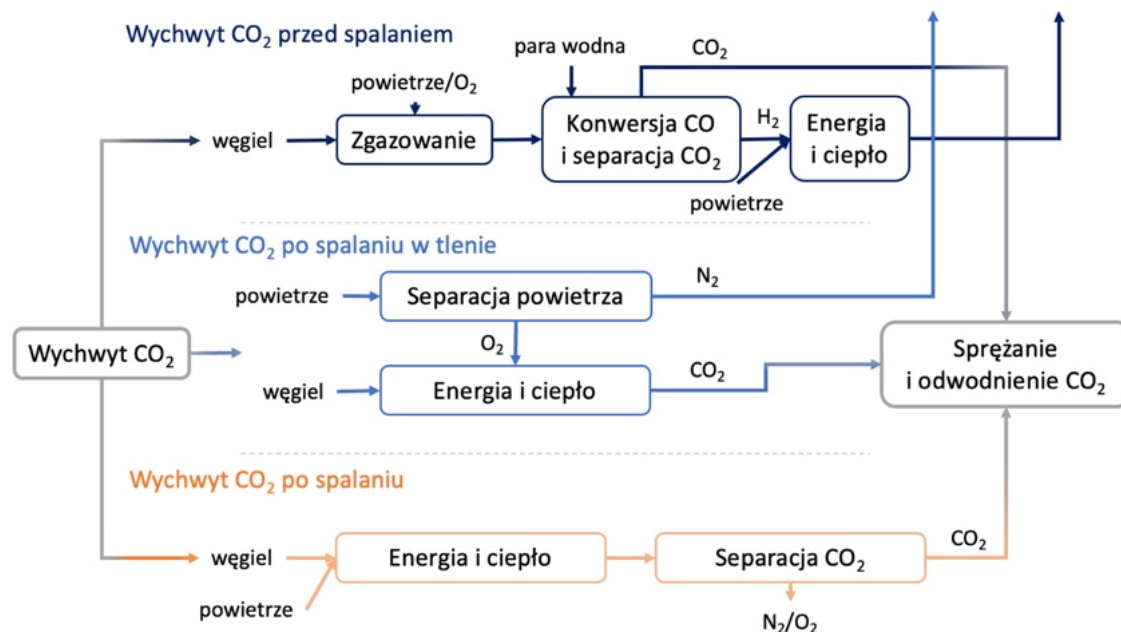 Wychwyt CO₂ przed spalaniem
para wodna
CO₂
powietrze/O₂
węgiel
Zgazowanie
Konwersja CO
i separacja CO₂
H₂
Energia
i ciepło
powietrze
Wychwyt CO₂ po spalaniu w tlenie
powietrze
Separacja powietrza
N₂
Wychwyt CO₂
O₂
węgiel
Energia i ciepło
CO₂
Sprężanie
i odwodnienie CO₂
Wychwyt CO₂ po spalaniu
węgiel
Energia i ciepło
Separacja CO₂
CO₂
powietrze
N₂/O₂